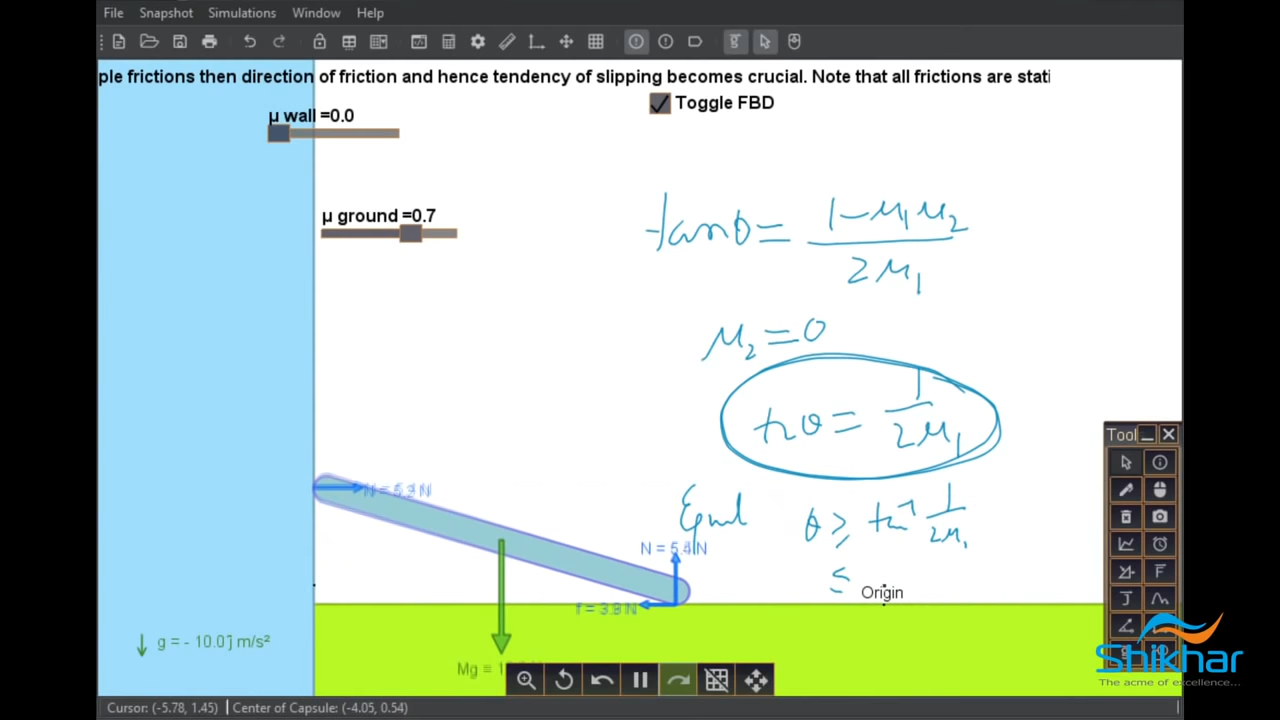 File Snapshot Simulations Window Help
ple frictions then direction of friction and hence tendency of slipping becomes crucial. Note that all frictions are stati
Toggle FBD
μ wall =0.0
μ ground =0.7
tanθ = 1-μ₁μ₂ / 2μ₁
μ₂ = 0
tanθ = 1 / 2μ₁
θ ≥ tan⁻¹ 1 / 2μ₁
≤
N = 5.4 N
Origin
g = - 10.0ĵ m/s²
Tool
Shikhar
The acme of excellence...
Cursor: (-5.78, 1.45) Center of Capsule: (-4.05, 0.54)